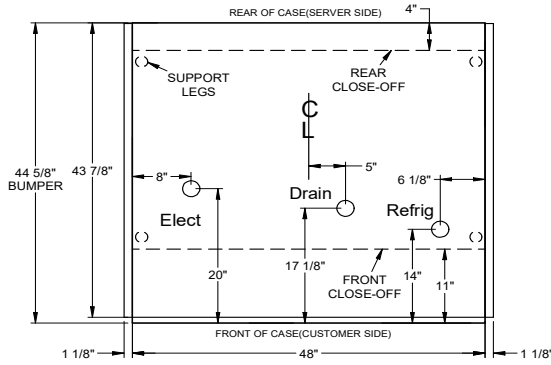 REAR OF CASE(SERVER SIDE)
4"
SUPPORT
LEGS
REAR
CLOSE-OFF
CL
44 5/8"
BUMPER
43 7/8"
8"
5"
6 1/8"
Drain
Elect
Refrig
20"
17 1/8"
14"
11"
FRONT
CLOSE-OFF
FRONT OF CASE(CUSTOMER SIDE)
1 1/8"
48"
1 1/8"